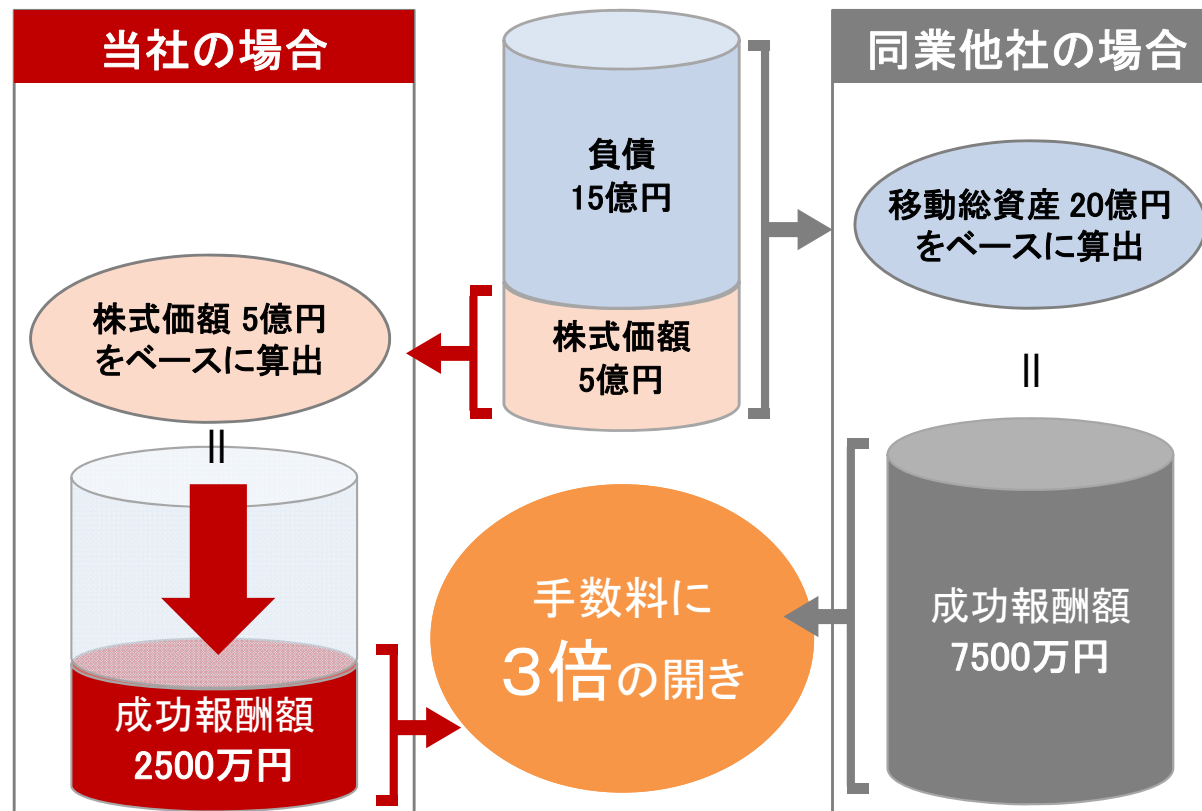 当社の場合
株式価額 5億円
をベースに算出
=
成功報酬額
2500万円
負債
15億円
株式価額
5億円
手数料に
3倍の開き
同業他社の場合
移動総資産 20億円
をベースに算出
=
成功報酬額
7500万円